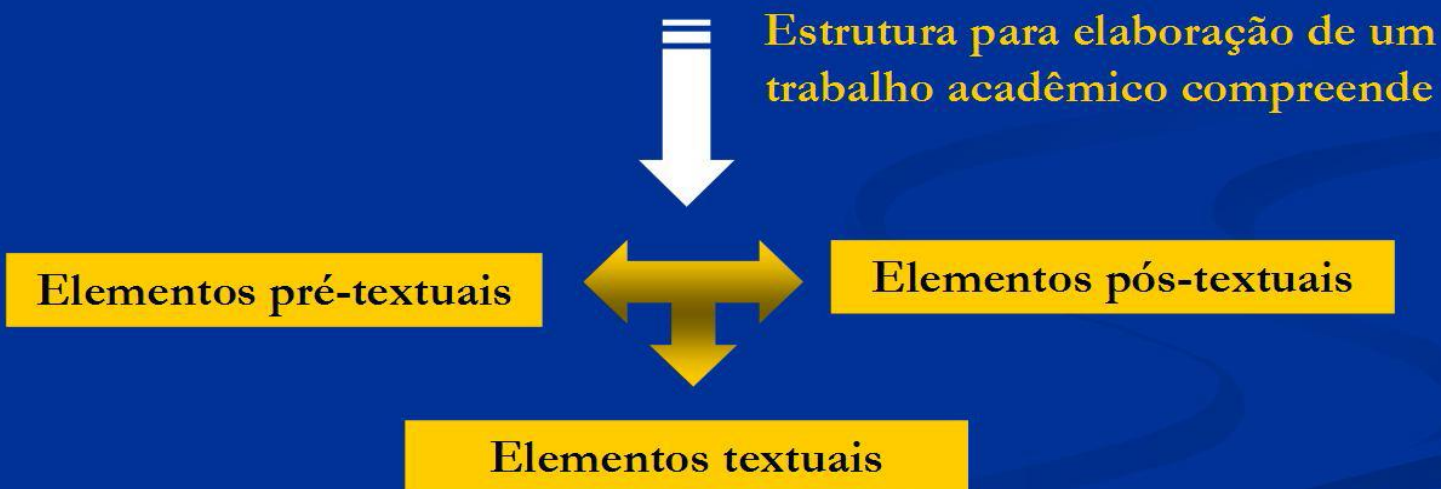 Estrutura para elaboração de um
trabalho acadêmico compreende
Elementos pré-textuais
Elementos pós-textuais
Elementos textuais